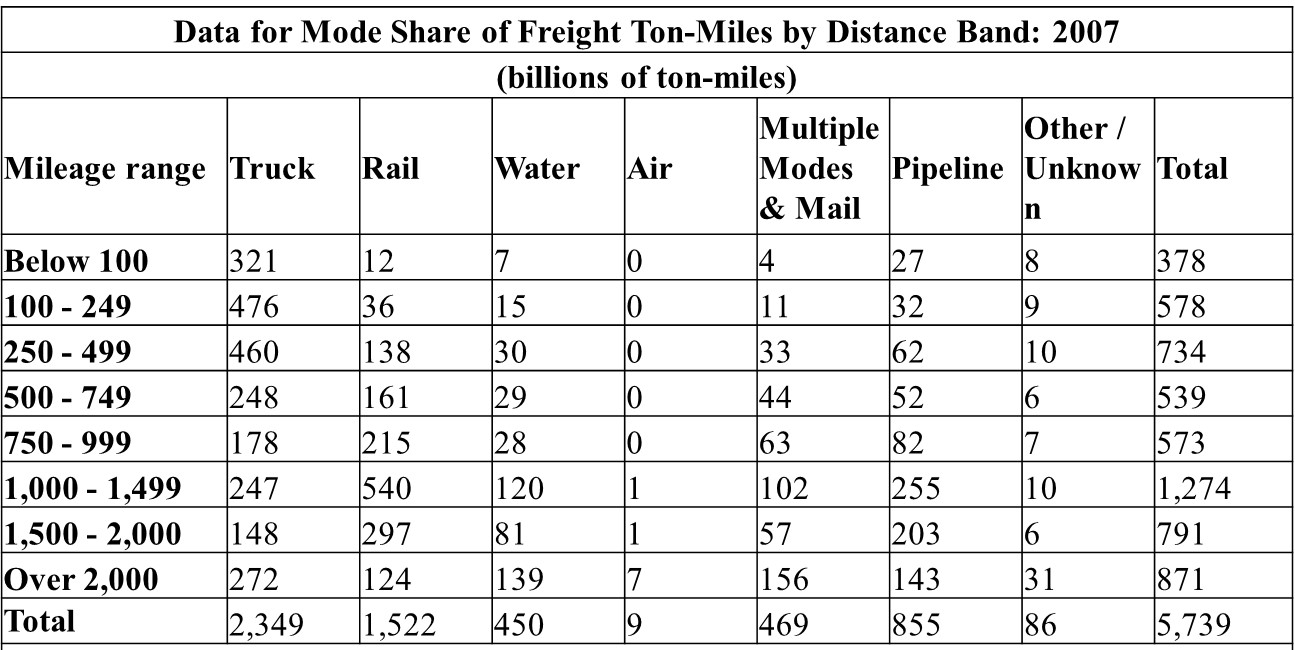 Data for Mode Share of Freight Ton-Miles by Distance Band: 2007
(billions of ton-miles)
Mileage range Truck Rail Water Air Multiple Modes & Mail Pipeline Other / Unknow n Total
Below 100 321 12 7 0 4 27 8 378
100 - 249 476 36 15 0 11 32 9 578
250 - 499 460 138 30 0 33 62 10 734
500 - 749 248 161 29 0 44 52 6 539
750 - 999 178 215 28 0 63 82 7 573
1,000 - 1,499 247 540 120 1 102 255 10 1,274
1,500 - 2,000 148 297 81 1 57 203 6 791
Over 2,000 272 124 139 7 156 143 31 871
Total 2,349 1,522 450 9 469 855 86 5,739